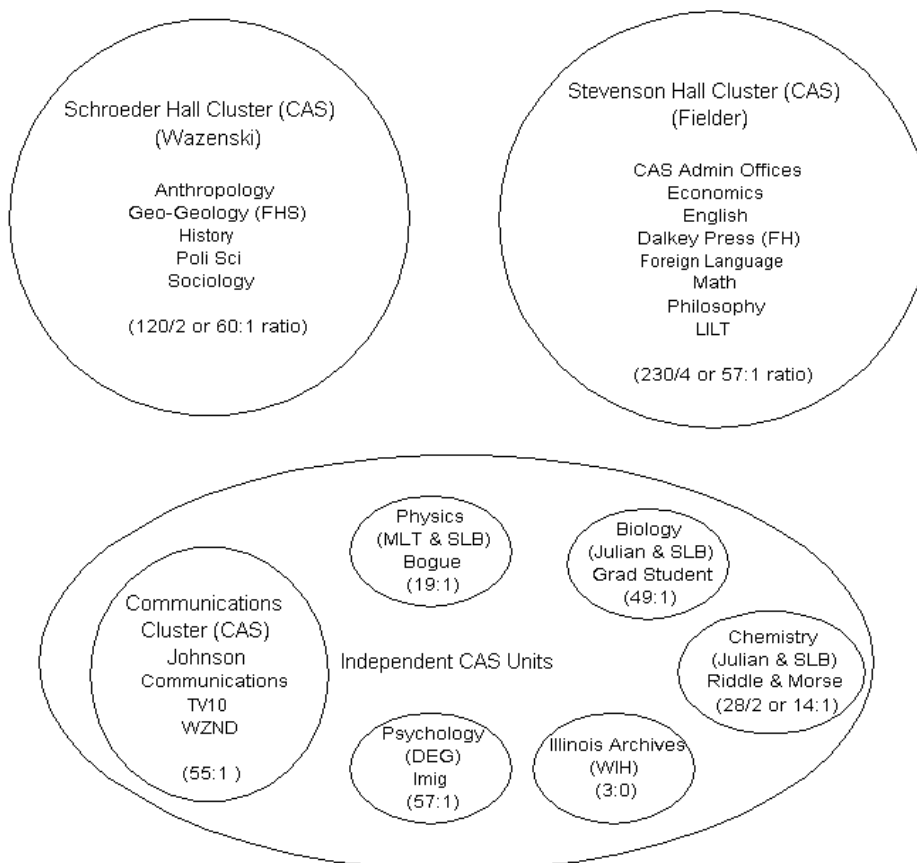 Schroeder Hall Cluster (CAS)
(Wazenski)
Anthropology
Geo-Geology (FHS)
History
Poli Sci
Sociology
(120/2 or 60:1 ratio)
Stevenson Hall Cluster (CAS)
(Fielder)
CAS Admin Offices
Economics
English
Dalkey Press (FH)
Foreign Language
Math
Philosophy
LILT
(230/4 or 57:1 ratio)
Communications
Cluster (CAS)
Johnson
Communications
TV10
WZND
(55:1 )
Physics
(MLT & SLB)
Bogue
(19:1)
Biology
(Julian & SLB)
Grad Student
(49:1)
Independent CAS Units
Chemistry
(Julian & SLB)
Riddle & Morse
(28/2 or 14:1)
Psychology
(DEG)
Imig
(57:1)
Illinois Archives
(WIH)
(3:0)